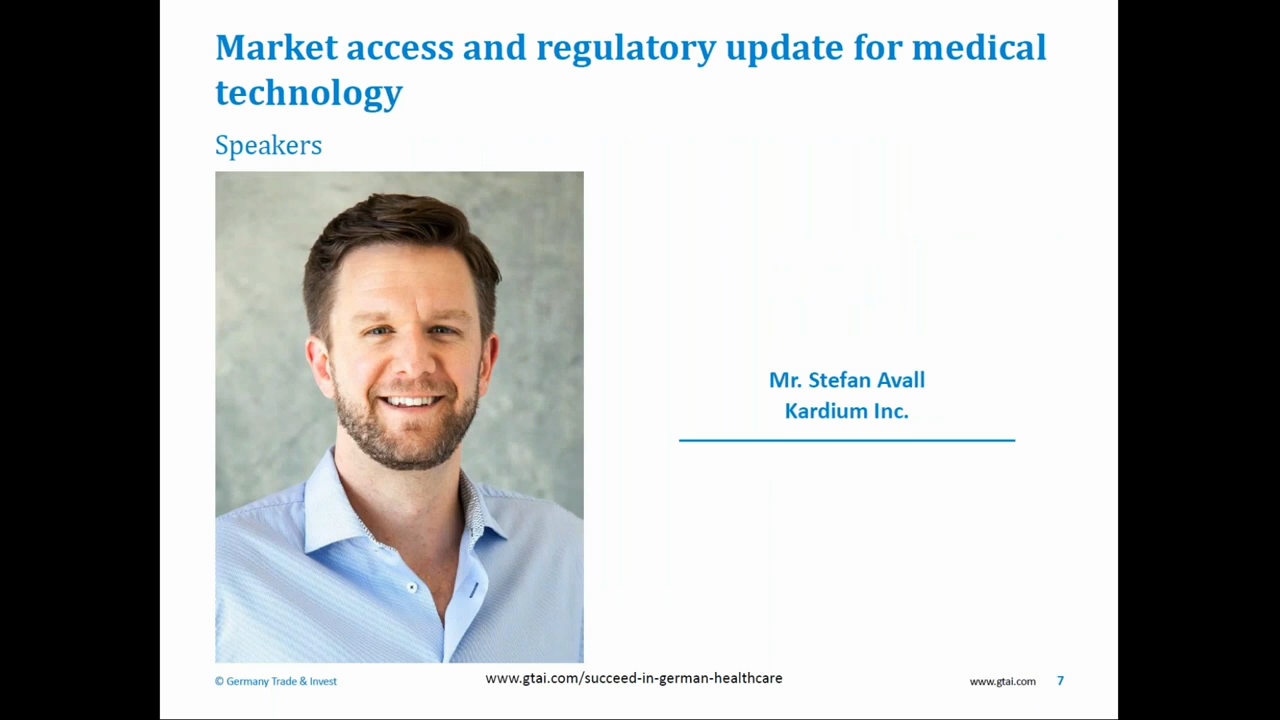 Market access and regulatory update for medical
technology
Speakers
Mr. Stefan Avall
Kardium Inc.
© Germany Trade & Invest
www.gtai.com/succeed-in-german-healthcare
www.gtai.com
7